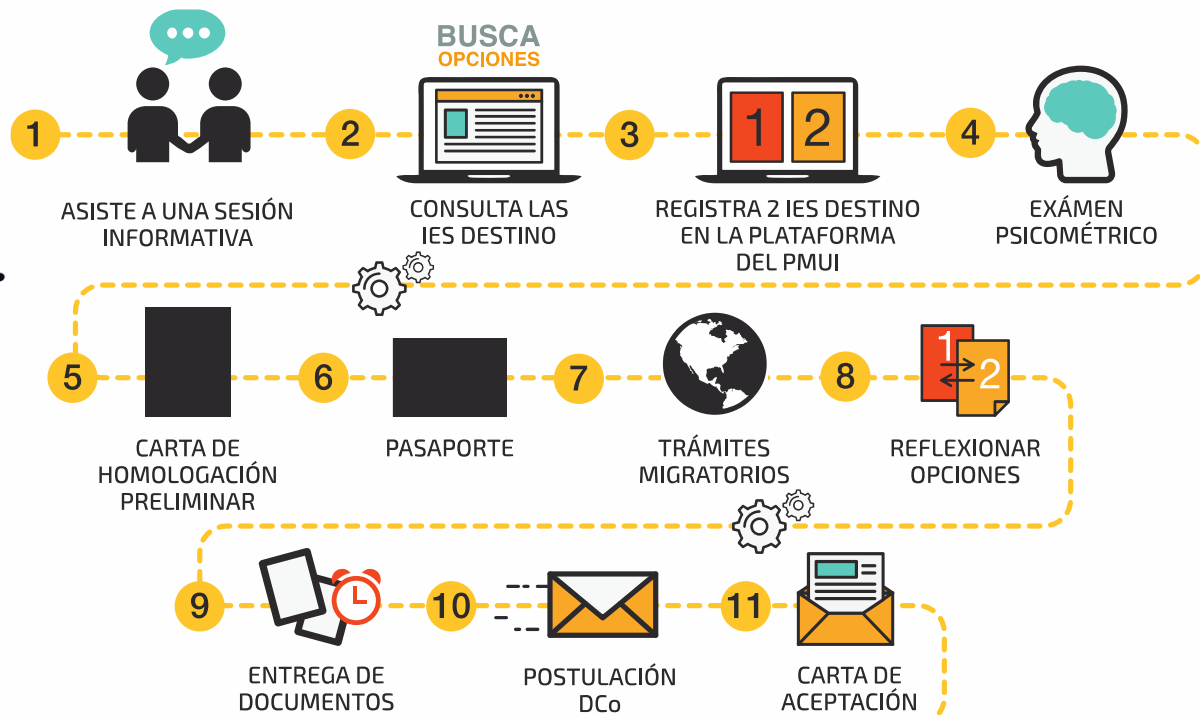 BUSCA
OPCIONES
1
2
3
1 2
4
ASISTE A UNA SESIÓN
INFORMATIVA
CONSULTA LAS
IES DESTINO
REGISTRA 2 IES DESTINO
EN LA PLATAFORMA
DEL PMUI
EXÁMEN
PSICOMÉTRICO
5
6
7
8
1
2
CARTA DE
HOMOLOGACIÓN
PRELIMINAR
PASAPORTE
TRÁMITES
MIGRATORIOS
REFLEXIONAR
OPCIONES
9
10
11
ENTREGA DE
DOCUMENTOS
POSTULACIÓN
DCo
CARTA DE
ACEPTACIÓN